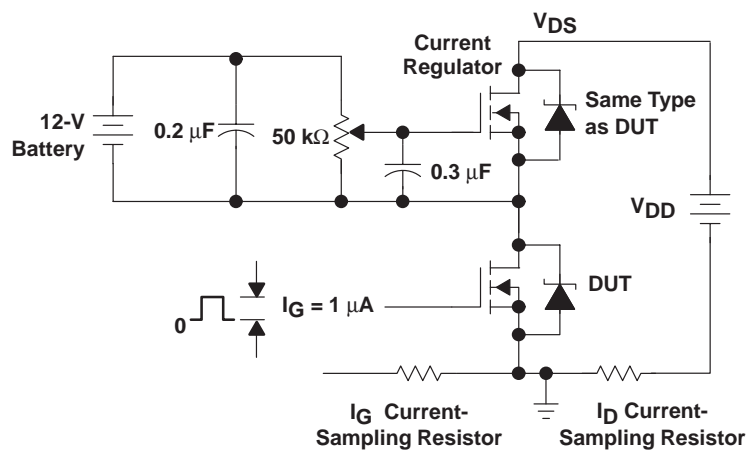 VDS
Current
Regulator
Same Type
as DUT
12-V
Battery
0.2 µF
50 kΩ
0.3 µF
VDD
DUT
0
IG = 1 µA
IG Current-
Sampling Resistor
ID Current-
Sampling Resistor